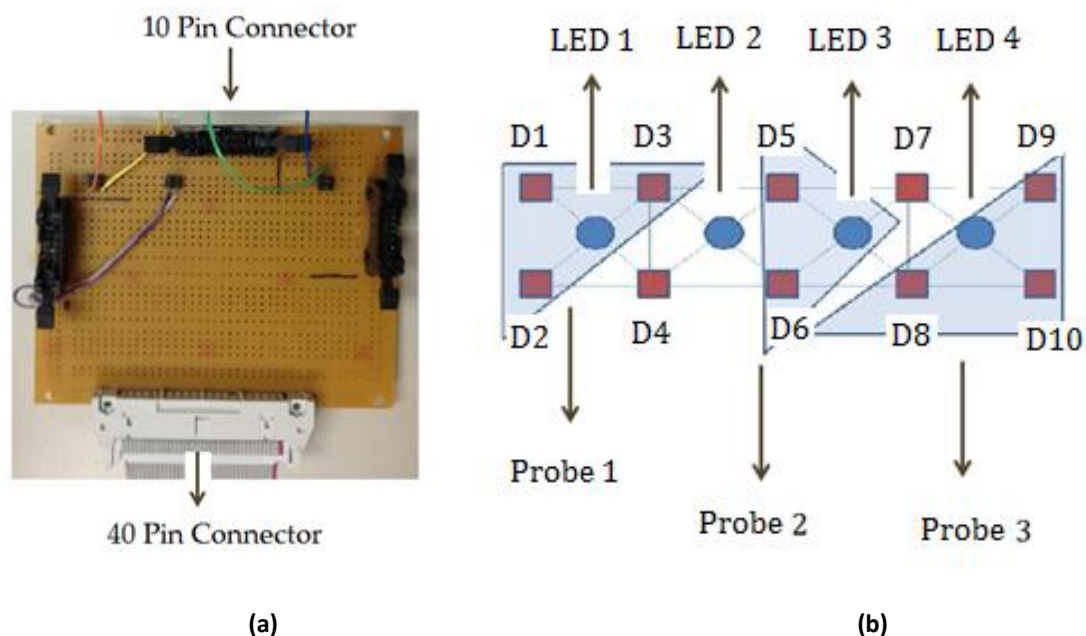 10 Pin Connector
40 Pin Connector
(a)
LED 1 LED 2 LED 3 LED 4
D1 D3 D5 D7 D9
D2 D4 D6 D8 D10
Probe 1
Probe 2
Probe 3
(b)